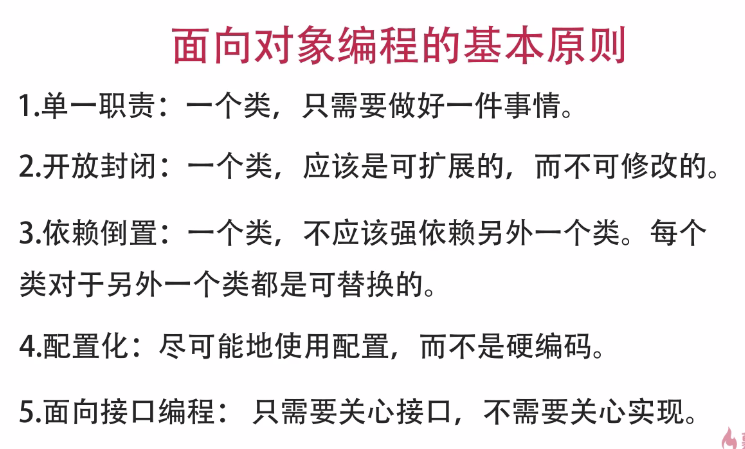 面向对象编程的基本原则
1.单一职责：一个类，只需要做好一件事情。
2.开放封闭：一个类，应该是可扩展的，而不可修改的。
3.依赖倒置：一个类，不应该强依赖另外一个类。每个
类对于另外一个类都是可替换的。
4.配置化：尽可能地使用配置，而不是硬编码。
5.面向接口编程： 只需要关心接口，不需要关心实现。